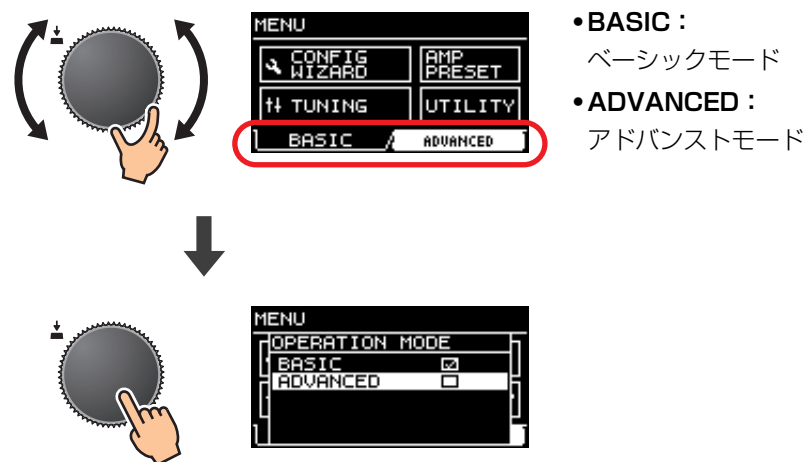 MENU
CONFIG WIZARD
AMP PRESET
TUNING
UTILITY
BASIC / ADVANCED
•BASIC：
ベーシックモード
•ADVANCED：
アドバンストモード
MENU
OPERATION MODE
BASIC
ADVANCED